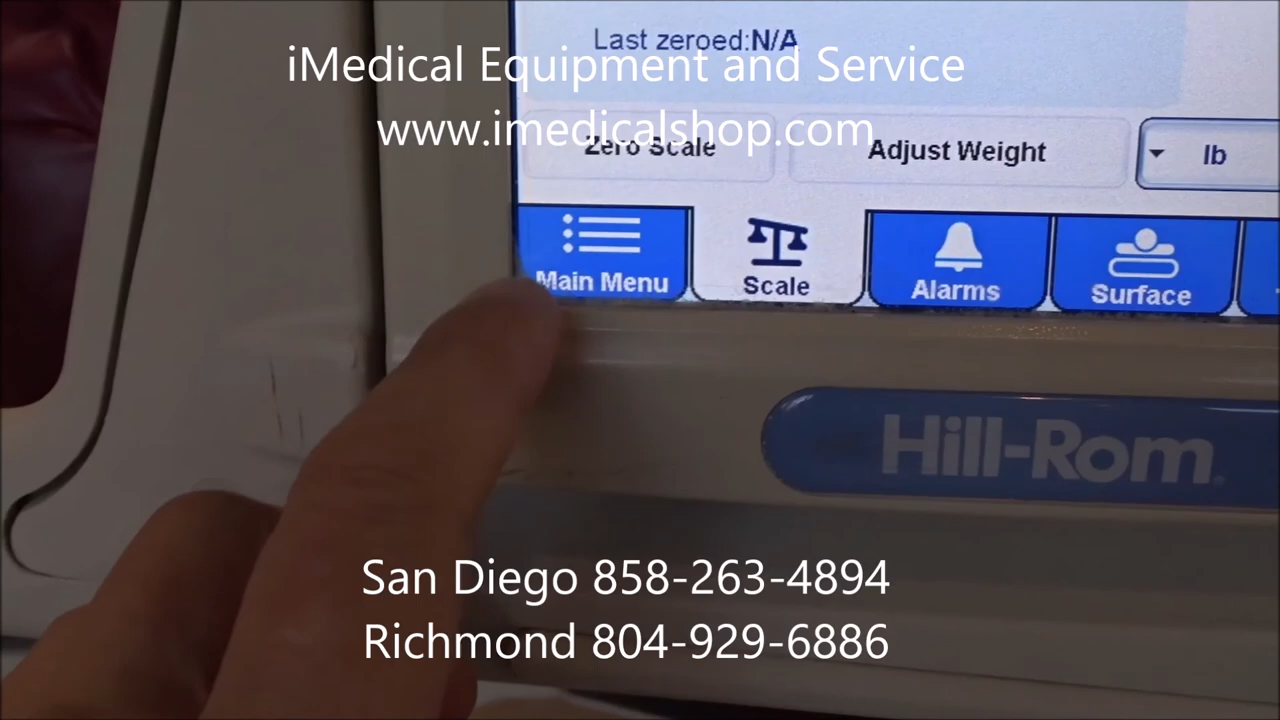 Last zeroed:N/A
iMedical Equipment and Service
www.imedicalshop.com
Zero Scale
Adjust Weight
lb
Main Menu
Scale
Alarms
Surface
Hill-Rom
San Diego 858-263-4894
Richmond 804-929-6886